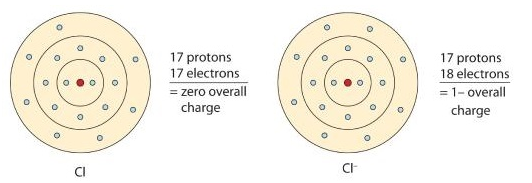 17 protons
17 electrons
= zero overall
charge
Cl
17 protons
18 electrons
= 1– overall
charge
Cl⁻